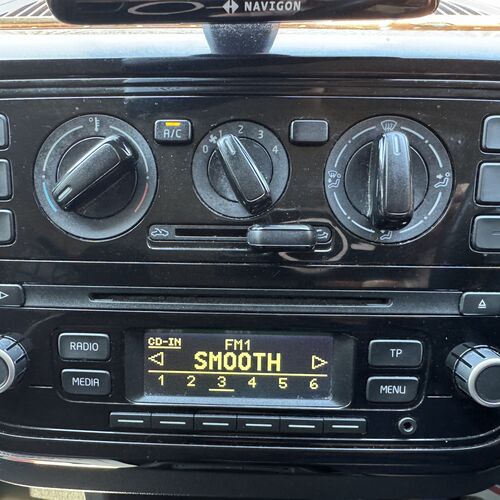 NAVIGON
A/C
0 1 2 3 4
RADIO
MEDIA
CD-IN
FM1
SMOOTH
1 2 3 4 5 6
TP
MENU